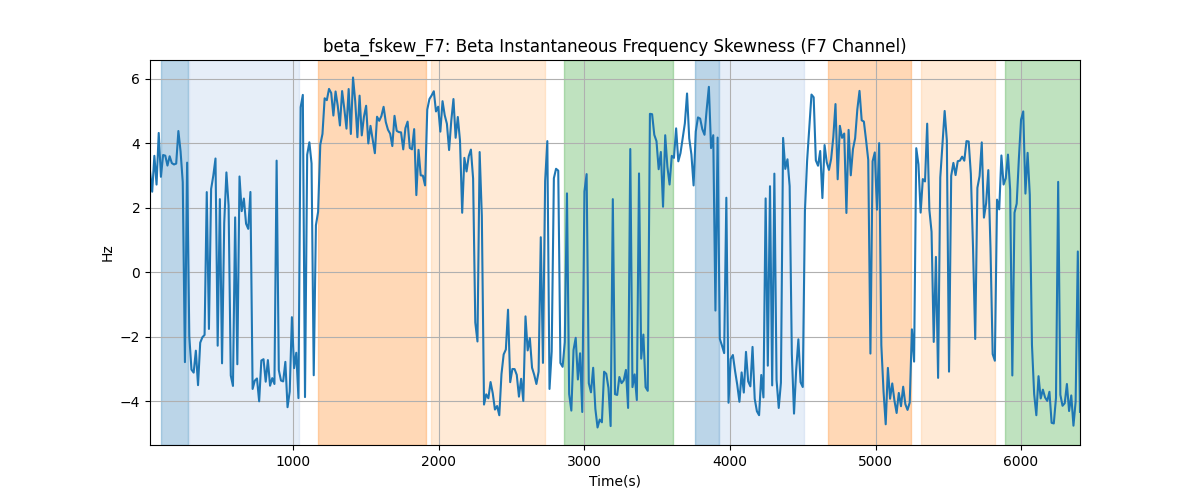 beta_fskew_F7: Beta Instantaneous Frequency Skewness (F7 Channel)
6
4
2
0
−2
−4
Hz
1000 2000 3000 4000 5000 6000
Time(s)